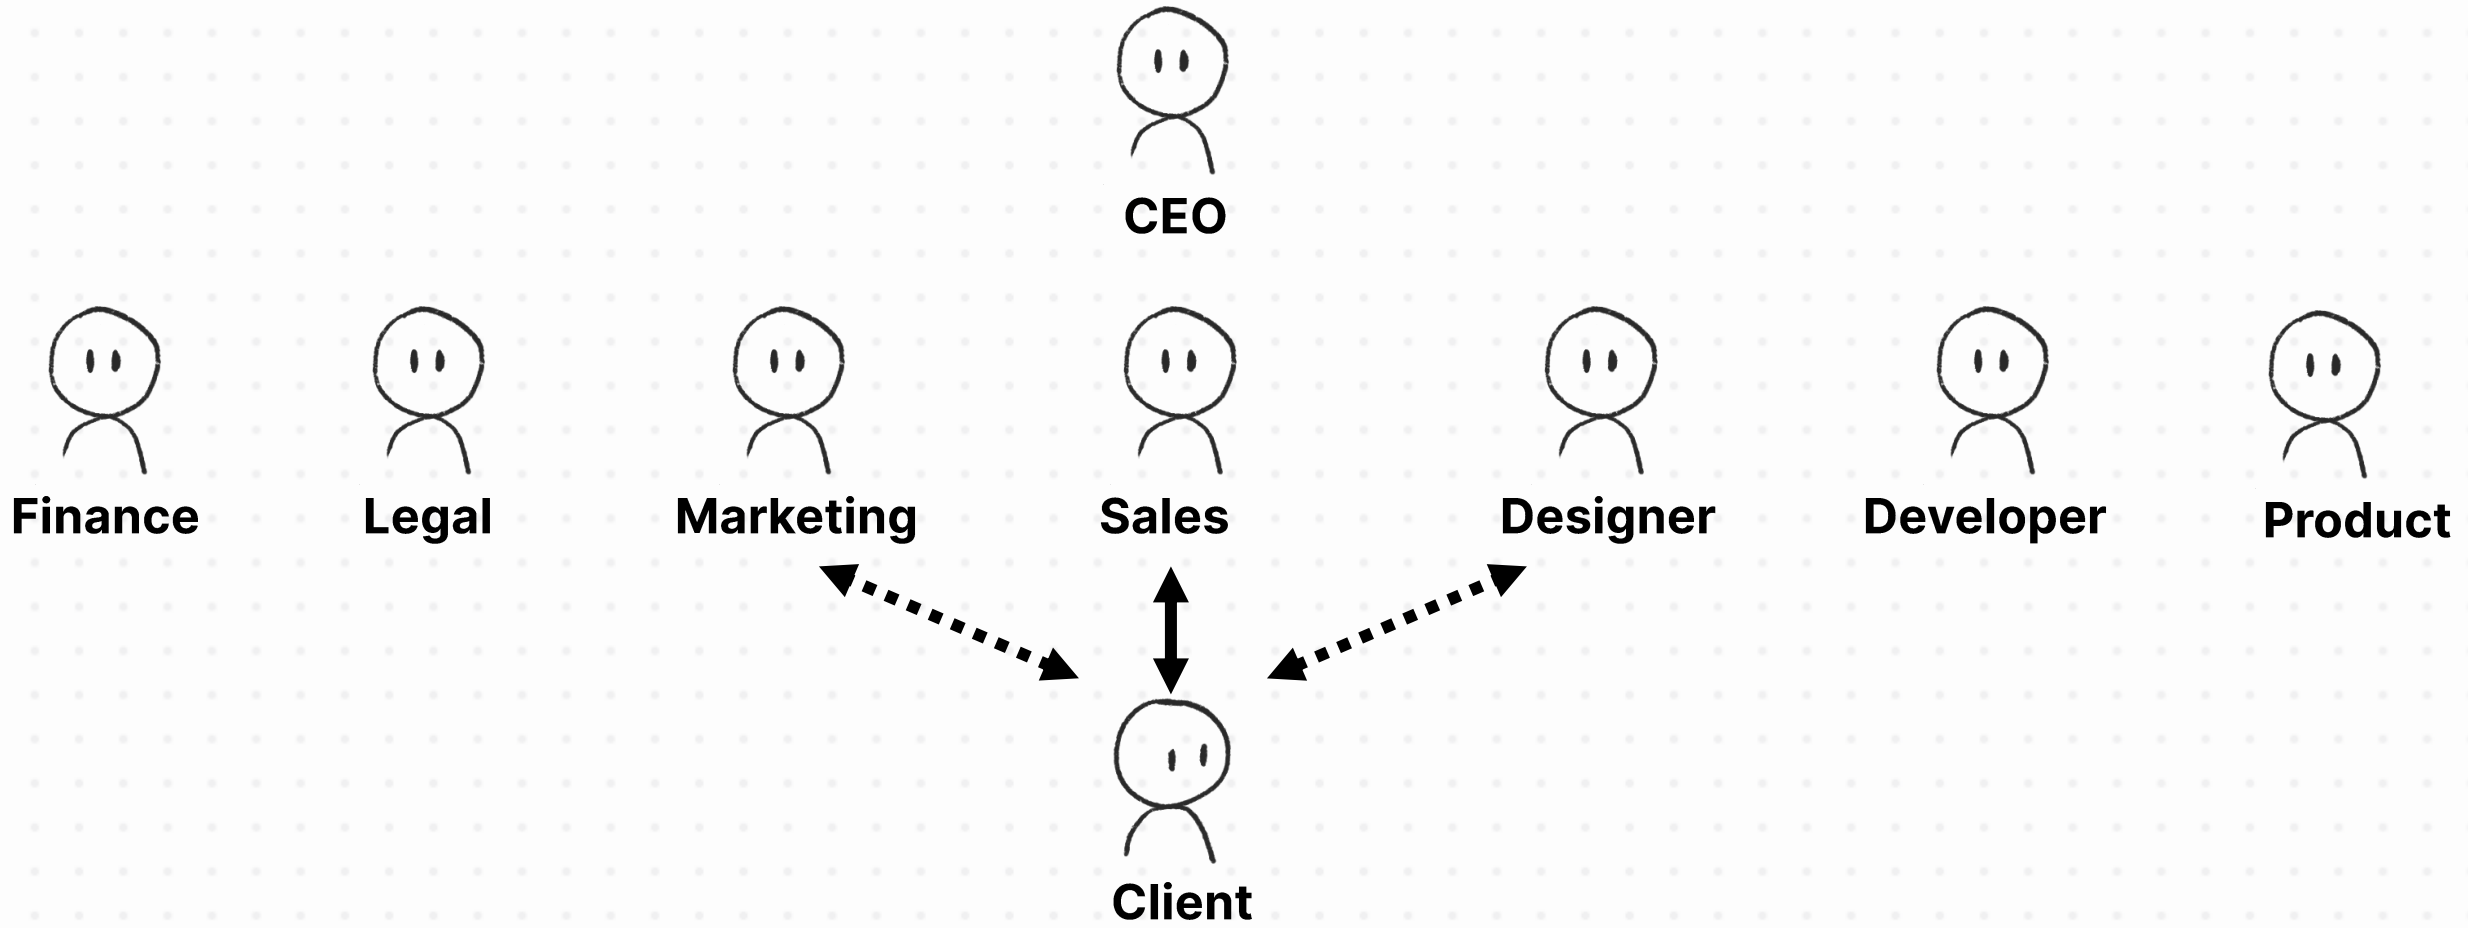 CEO
Finance
Legal
Marketing
Sales
Designer
Developer
Product
Client